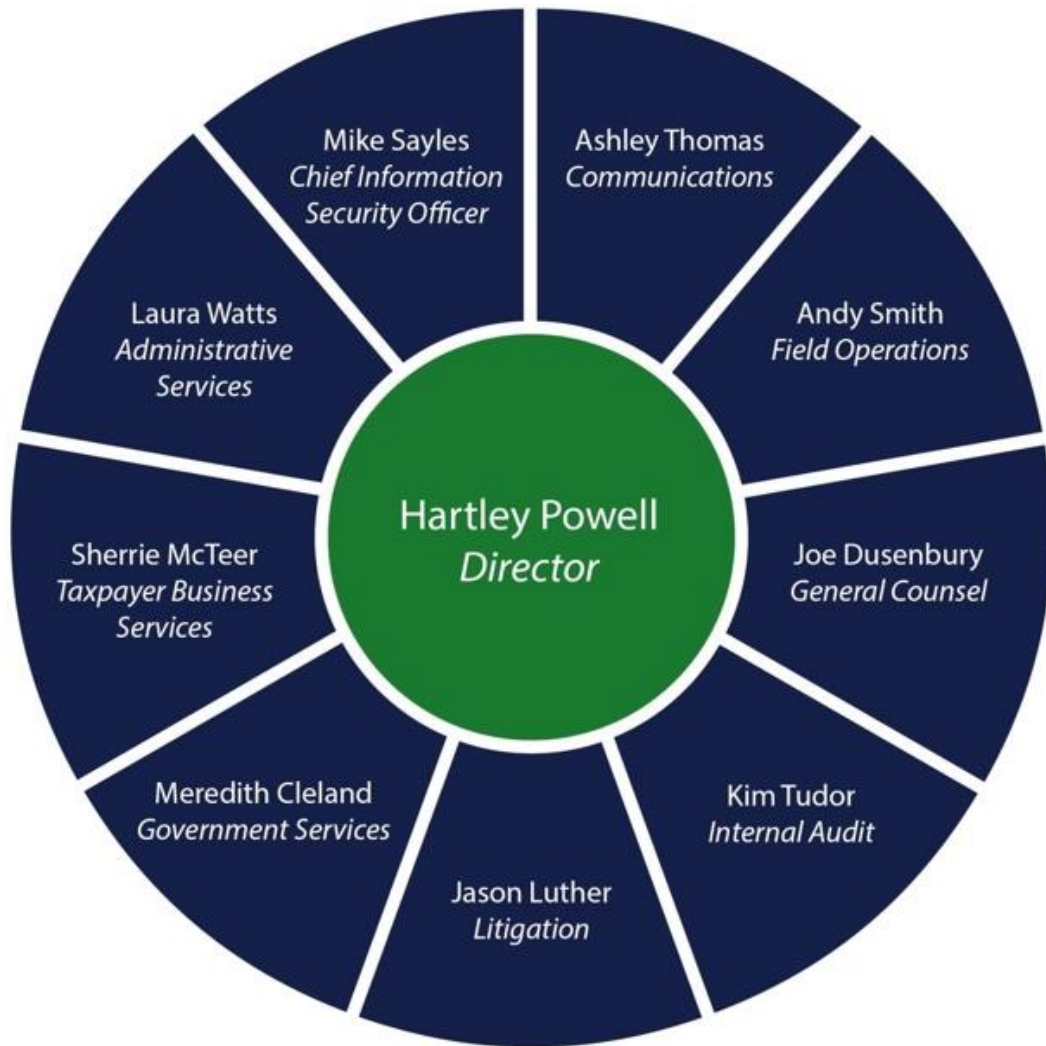 Mike Sayles
Chief Information
Security Officer
Ashley Thomas
Communications
Andy Smith
Field Operations
Joe Dusenbury
General Counsel
Kim Tudor
Internal Audit
Jason Luther
Litigation
Meredith Cleland
Government Services
Sherrie McTeer
Taxpayer Business
Services
Laura Watts
Administrative
Services
Hartley Powell
Director